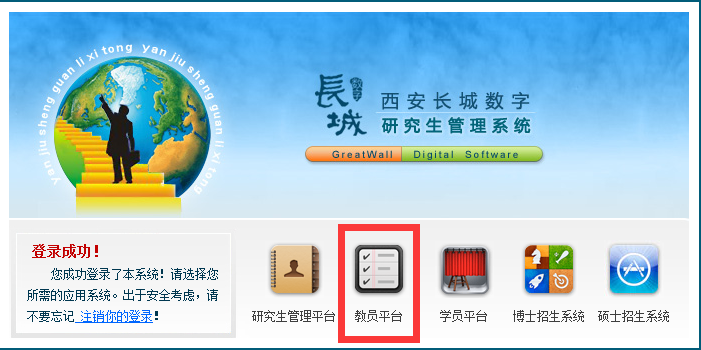 yan jiu sheng guan li xi tong yan jiu sheng guan li xi tong
長城
数字
西安长城数字
研究生管理系统
GreatWall Digital Software
登录成功！
您成功登录了本系统！请选择您
所需的应用系统。出于安全考虑，请
不要忘记 注销你的登录！
研究生管理平台 教员平台 学员平台 博士招生系统 硕士招生系统